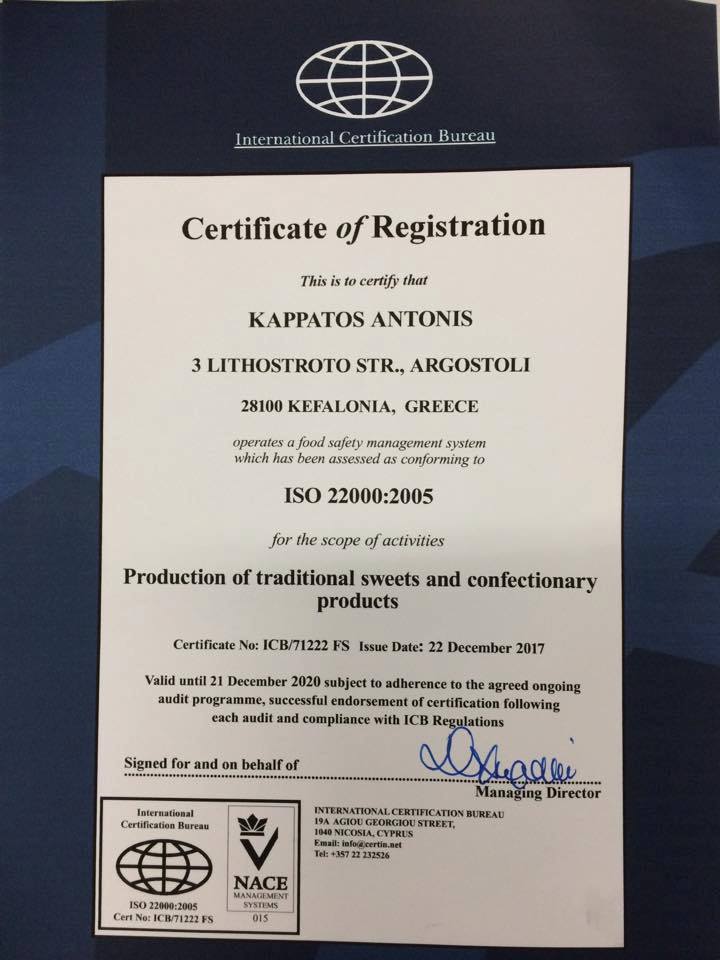 International Certification Bureau
Certificate of Registration
This is to certify that
KAPPATOS ANTONIS
3 LITHOSTROTO STR., ARGOSTOLI
28100 KEFALONIA, GREECE
operates a food safety management system
which has been assessed as conforming to
ISO 22000:2005
for the scope of activities
Production of traditional sweets and confectionary
products
Certificate No: ICB/71222 FS Issue Date: 22 December 2017
Valid until 21 December 2020 subject to adherence to the agreed ongoing
audit programme, successful endorsement of certification following
each audit and compliance with ICB Regulations
Signed for and on behalf of
Managing Director
International
Certification Bureau
ISO 22000:2005
Cert No: ICB/71222 FS
NACE
MANAGEMENT
SYSTEMS
015
INTERNATIONAL CERTIFICATION BUREAU
19A AGIOU GEORGIOU STREET,
1040 NICOSIA, CYPRUS
Email: info@certin.net
Tel: +357 22 232526